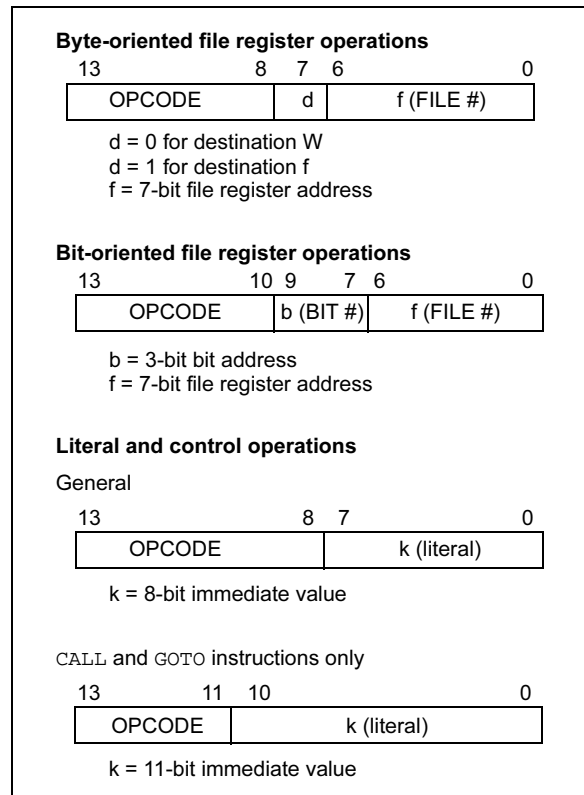 Byte-oriented file register operations
13 8 7 6 0
OPCODE d f (FILE #)
d = 0 for destination W
d = 1 for destination f
f = 7-bit file register address
Bit-oriented file register operations
13 10 9 7 6 0
OPCODE b (BIT #) f (FILE #)
b = 3-bit bit address
f = 7-bit file register address
Literal and control operations
General
13 8 7 0
OPCODE k (literal)
k = 8-bit immediate value
CALL and GOTO instructions only
13 11 10 0
OPCODE k (literal)
k = 11-bit immediate value